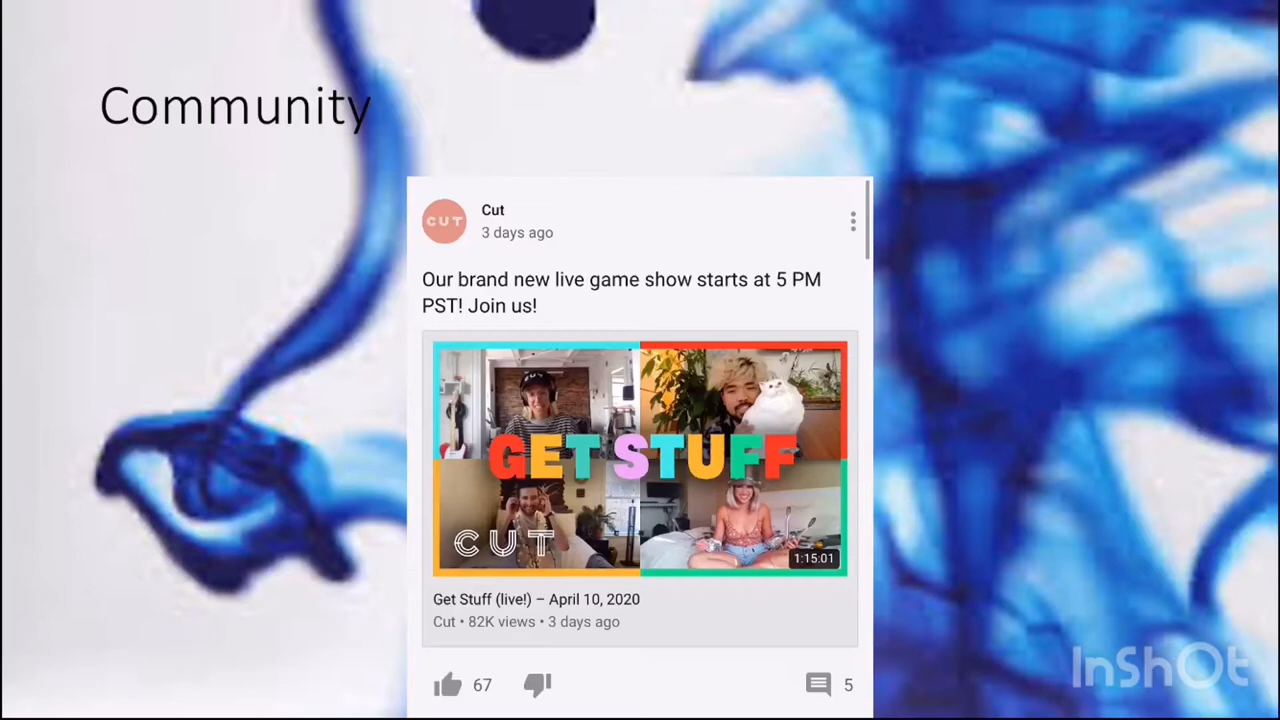 Community
CUT
Cut
3 days ago
Our brand new live game show starts at 5 PM
PST! Join us!
CUT
GET STUFF
CUT
1:15:01
Get Stuff (live!) – April 10, 2020
Cut • 82K views • 3 days ago
67
5
InShOt